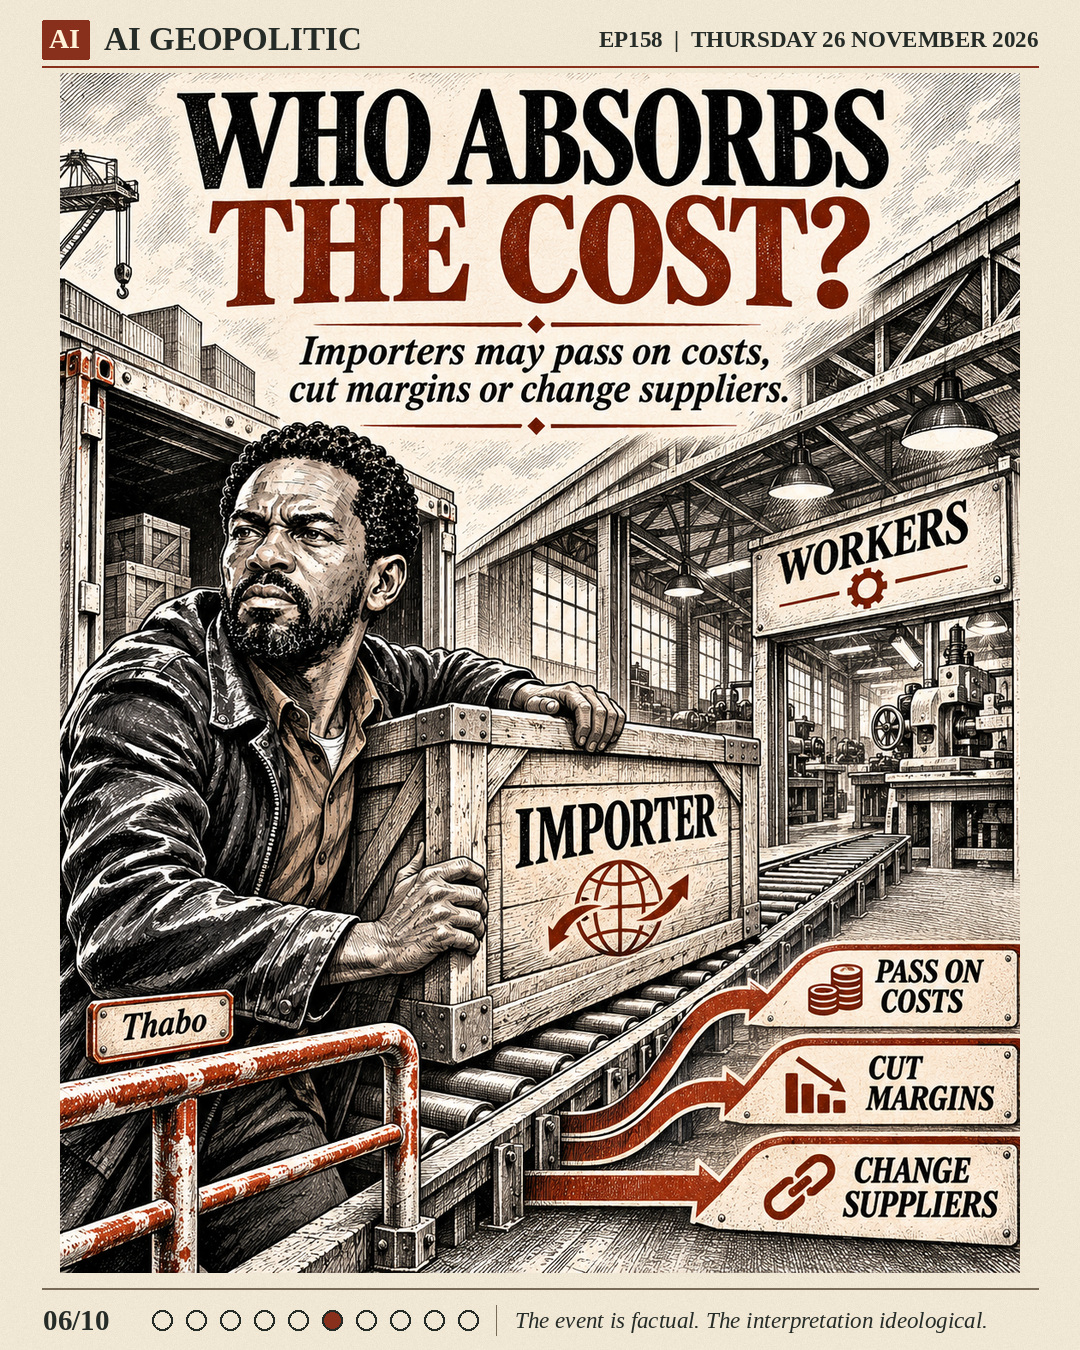 AI AI GEOPOLITIC
EP158 | THURSDAY 26 NOVEMBER 2026
WHO ABSORBS
THE COST?
Importers may pass on costs,
cut margins or change suppliers.
WORKERS
IMPORTER
Thabo
PASS ON
COSTS
CUT
MARGINS
CHANGE
SUPPLIERS
06/10
The event is factual. The interpretation ideological.